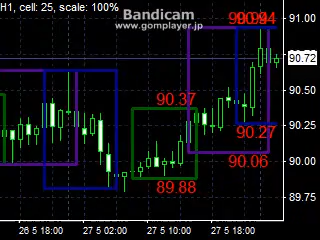 H1, cell: 25, scale: 100%
Bandicam
www.gomplayer.jp
91.00
90.72
90.50
90.37
90.27
90.25
90.06
90.00
89.88
89.75
26 5 18:00
27 5 02:00
27 5 10:00
27 5 18:00